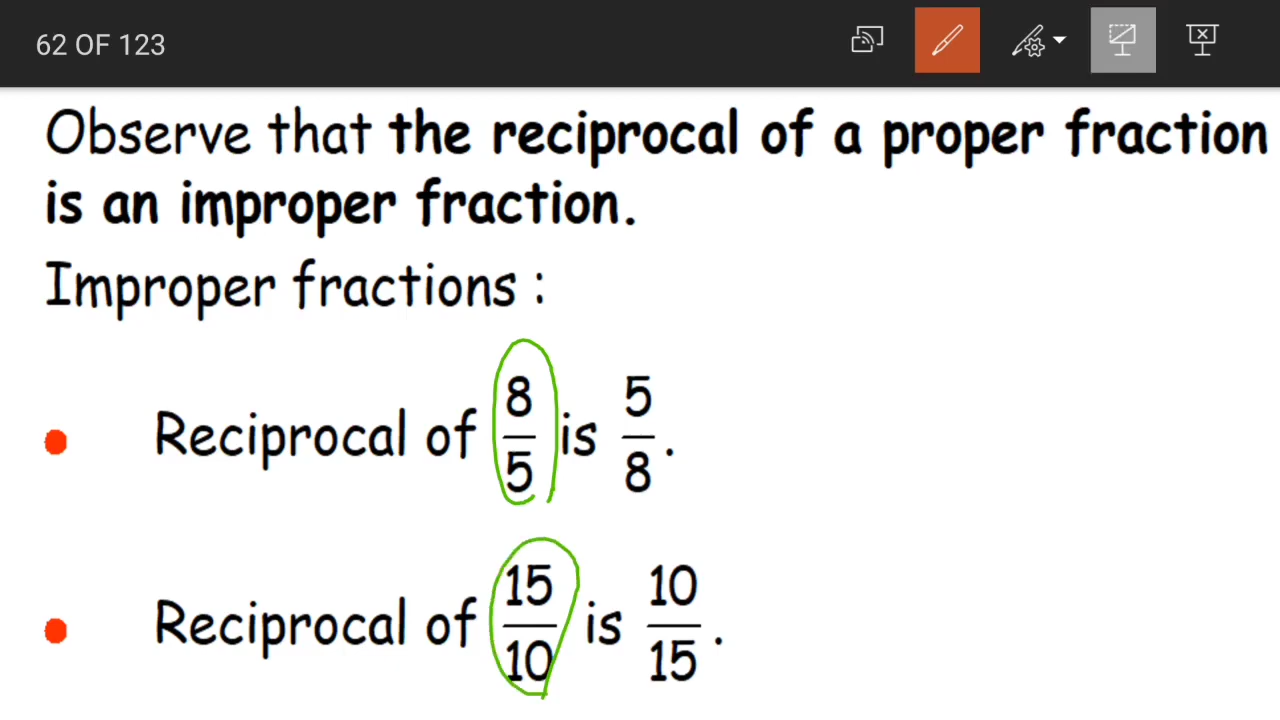 62 OF 123
Observe that the reciprocal of a proper fraction
is an improper fraction.
Improper fractions :
Reciprocal of 8/5 is 5/8.
Reciprocal of 15/10 is 10/15.